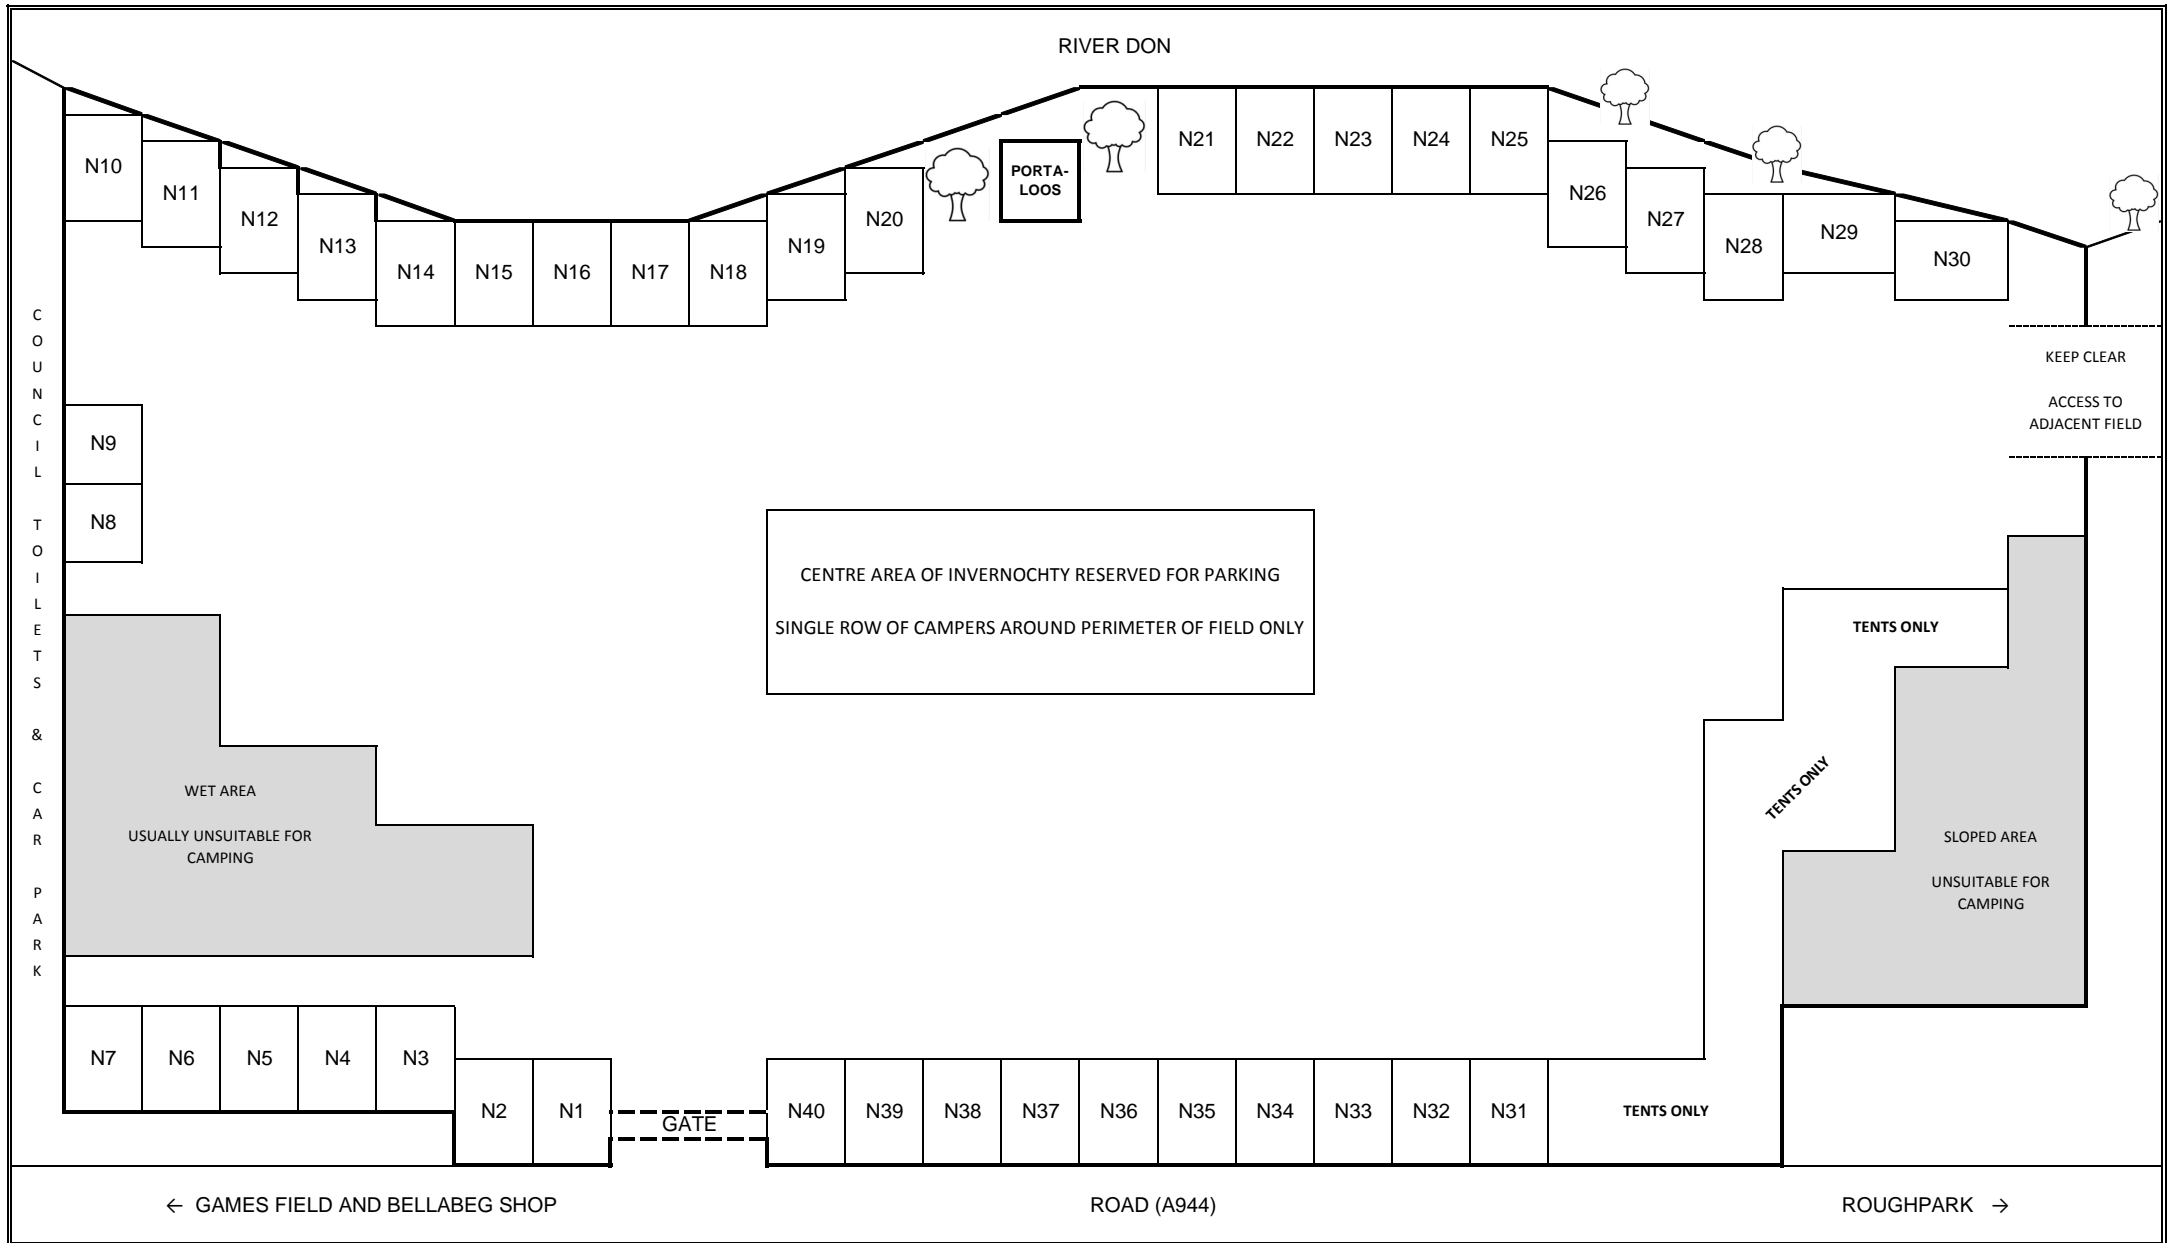 RIVER DON
N10
N11
N12
N13
N14
N15
N16
N17
N18
N19
N20
PORTA-
LOOS
N21
N22
N23
N24
N25
N26
N27
N28
N29
N30
KEEP CLEAR
ACCESS TO
ADJACENT FIELD
COUNCIL TOILETS & CAR PARK
N9
N8
CENTRE AREA OF INVERNOCHTY RESERVED FOR PARKING
SINGLE ROW OF CAMPERS AROUND PERIMETER OF FIELD ONLY
TENTS ONLY
TENTS ONLY
WET AREA
USUALLY UNSUITABLE FOR
CAMPING
SLOPED AREA
UNSUITABLE FOR
CAMPING
N7
N6
N5
N4
N3
N2
N1
GATE
N40
N39
N38
N37
N36
N35
N34
N33
N32
N31
TENTS ONLY
← GAMES FIELD AND BELLABEG SHOP
ROAD (A944)
ROUGHPARK →